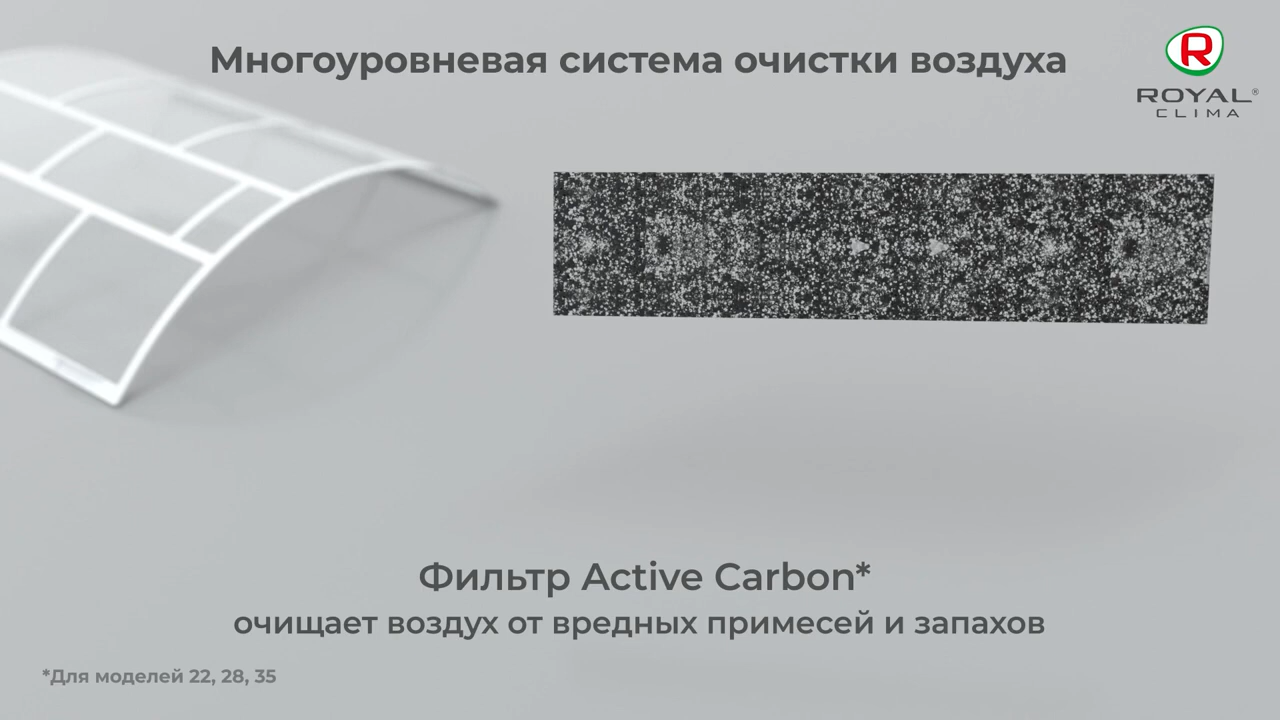 Многоуровневая система очистки воздуха
R
ROYAL®
CLIMA
Фильтр Active Carbon*
очищает воздух от вредных примесей и запахов
*Для моделей 22, 28, 35